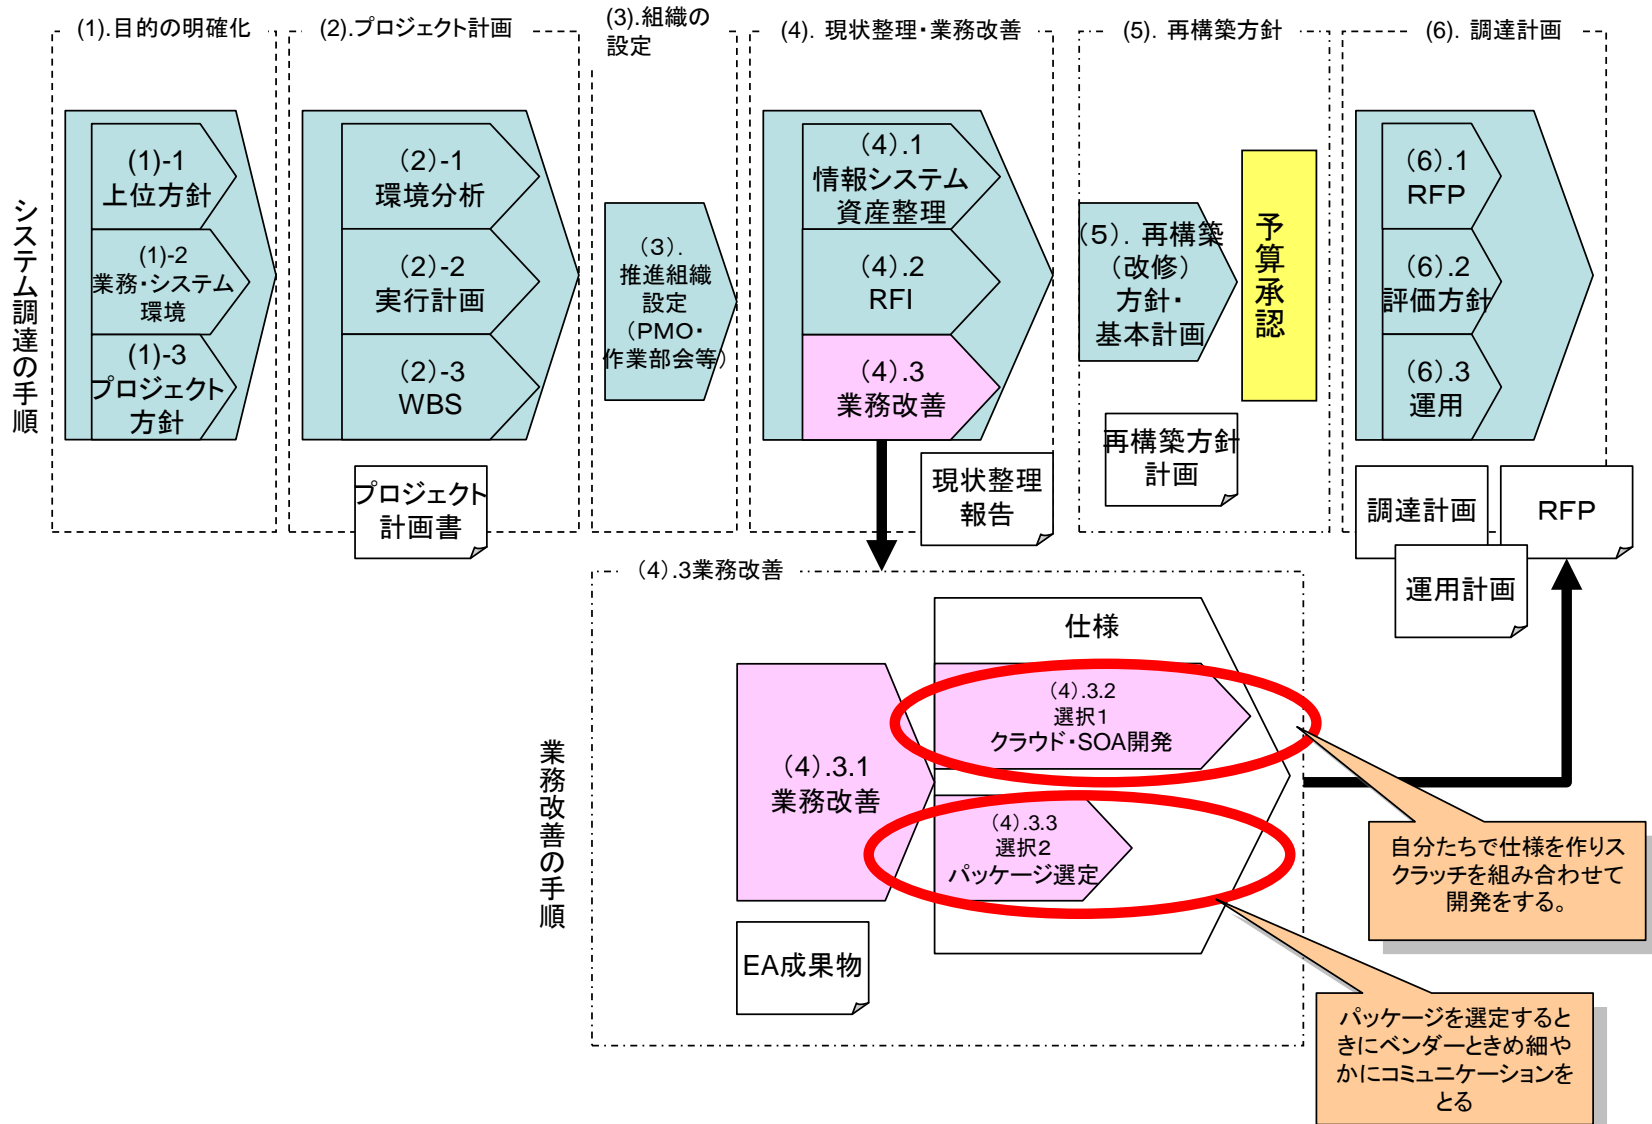 (1).目的の明確化
(2).プロジェクト計画
(3).組織の
設定
(4). 現状整理・業務改善
(5). 再構築方針
(6). 調達計画
システム調達の手順
(1)-1
上位方針
(1)-2
業務・システム
環境
(1)-3
プロジェクト
方針
(2)-1
環境分析
(2)-2
実行計画
(2)-3
WBS
プロジェクト
計画書
(3).
推進組織
設定
(PMO・
作業部会等)
(4).1
情報システム
資産整理
(4).2
RFI
(4).3
業務改善
現状整理
報告
(5). 再構築
(改修)
方針・
基本計画
予算承認
再構築方針
計画
(6).1
RFP
(6).2
評価方針
(6).3
運用
調達計画
RFP
運用計画
(4).3業務改善
業務改善の手順
(4).3.1
業務改善
EA成果物
仕様
(4).3.2
選択1
クラウド・SOA開発
(4).3.3
選択2
パッケージ選定
自分たちで仕様を作りス
クラッチを組み合わせて
開発をする。
パッケージを選定すると
きにベンダーときめ細や
かにコミュニケーションを
とる